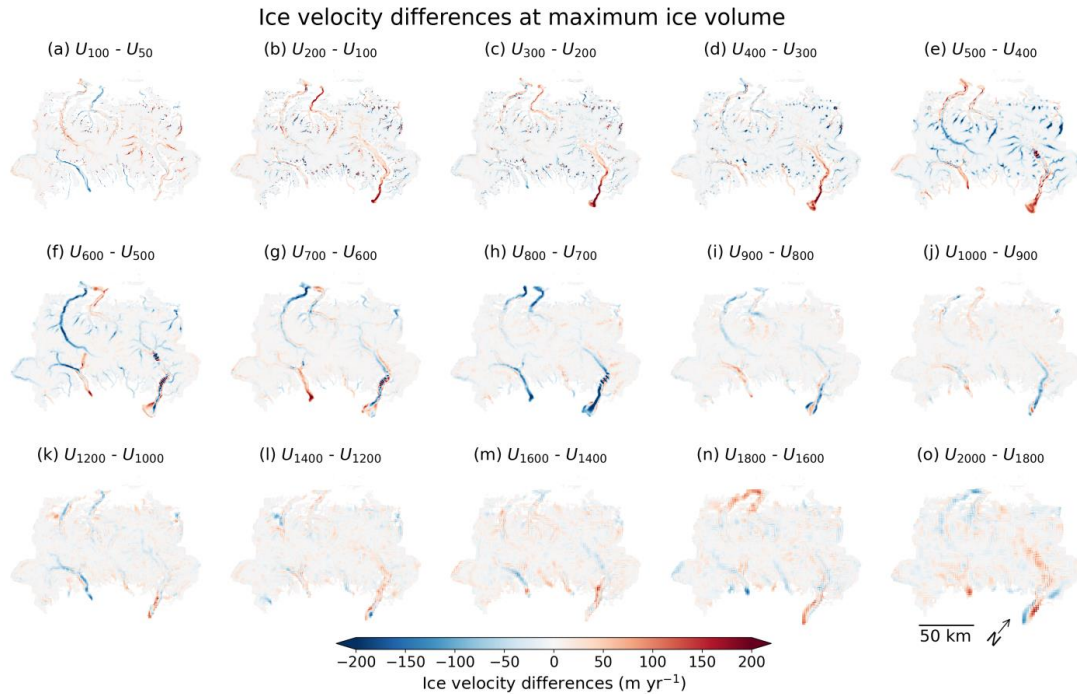 Ice velocity differences at maximum ice volume
(a) U₁₀₀ - U₅₀
(b) U₂₀₀ - U₁₀₀
(c) U₃₀₀ - U₂₀₀
(d) U₄₀₀ - U₃₀₀
(e) U₅₀₀ - U₄₀₀
(f) U₆₀₀ - U₅₀₀
(g) U₇₀₀ - U₆₀₀
(h) U₈₀₀ - U₇₀₀
(i) U₉₀₀ - U₈₀₀
(j) U₁₀₀₀ - U₉₀₀
(k) U₁₂₀₀ - U₁₀₀₀
(l) U₁₄₀₀ - U₁₂₀₀
(m) U₁₆₀₀ - U₁₄₀₀
(n) U₁₈₀₀ - U₁₆₀₀
(o) U₂₀₀₀ - U₁₈₀₀
50 km
N
−200 −150 −100 −50 0 50 100 150 200
Ice velocity differences (m yr⁻¹)